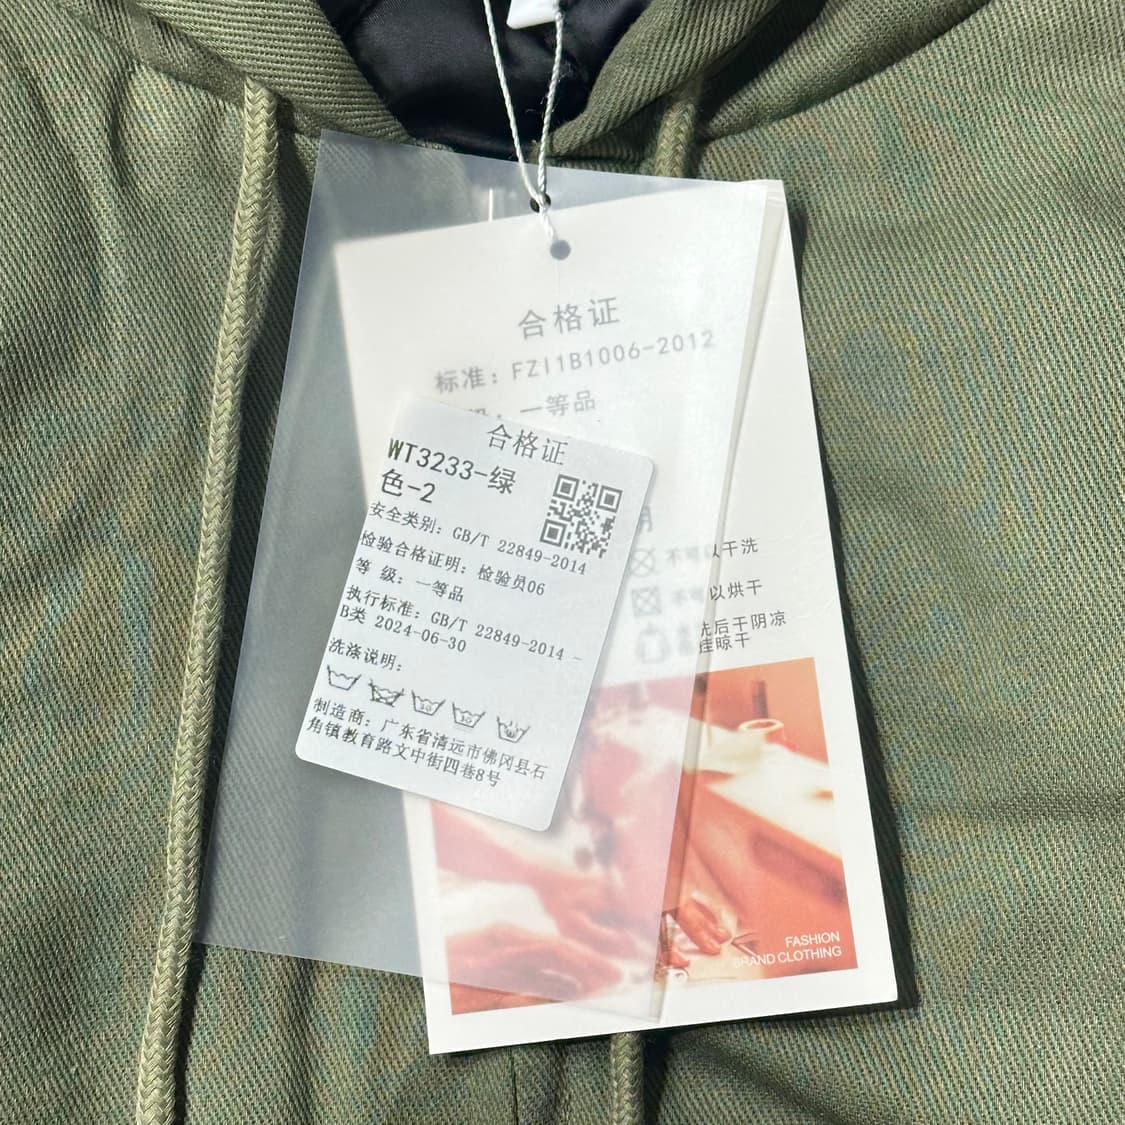 合格证
标准：FZ11B1006-2012
：一等品
合格证
WT3233-绿
色-2
安全类别：GB/T 22849-2014
检验合格证明：检验员06
等 级：一等品
执行标准：GB/T 22849-2014 -
B类 2024-06-30
洗涤说明：
30
30
制造商：广东省清远市佛冈县石
角镇教育路文中街四巷8号
不可以干洗
不可以烘干
洗后干阴凉
挂晾干
FASHION
BRAND CLOTHING